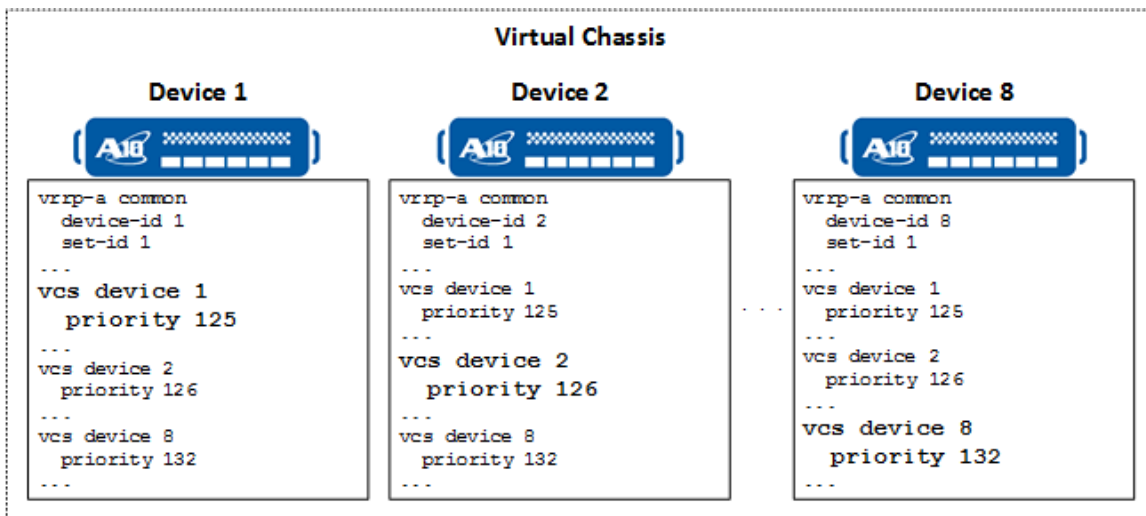 Virtual Chassis
Device 1
A10
vrrp-a common
device-id 1
set-id 1
...
vcs device 1
priority 125
...
vcs device 2
priority 126
...
vcs device 8
priority 132
...
Device 2
A10
vrrp-a common
device-id 2
set-id 1
...
vcs device 1
priority 125
...
vcs device 2
priority 126
...
vcs device 8
priority 132
...
. . .
Device 8
A10
vrrp-a common
device-id 8
set-id 1
...
vcs device 1
priority 125
...
vcs device 2
priority 126
...
vcs device 8
priority 132
...